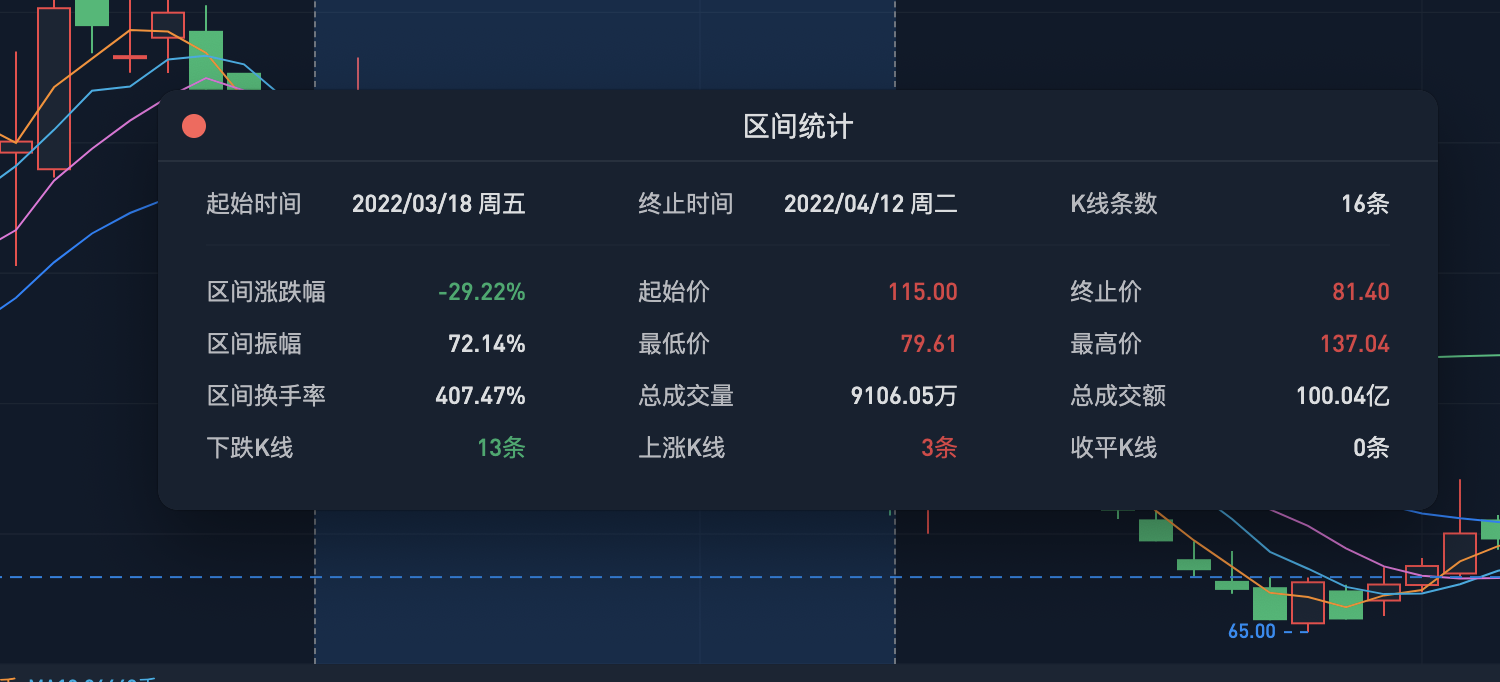 区间统计
起始时间 2022/03/18 周五 终止时间 2022/04/12 周二 K线条数 16条
区间涨跌幅 -29.22% 起始价 115.00 终止价 81.40
区间振幅 72.14% 最低价 79.61 最高价 137.04
区间换手率 407.47% 总成交量 9106.05万 总成交额 100.04亿
下跌K线 13条 上涨K线 3条 收平K线 0条
65.00